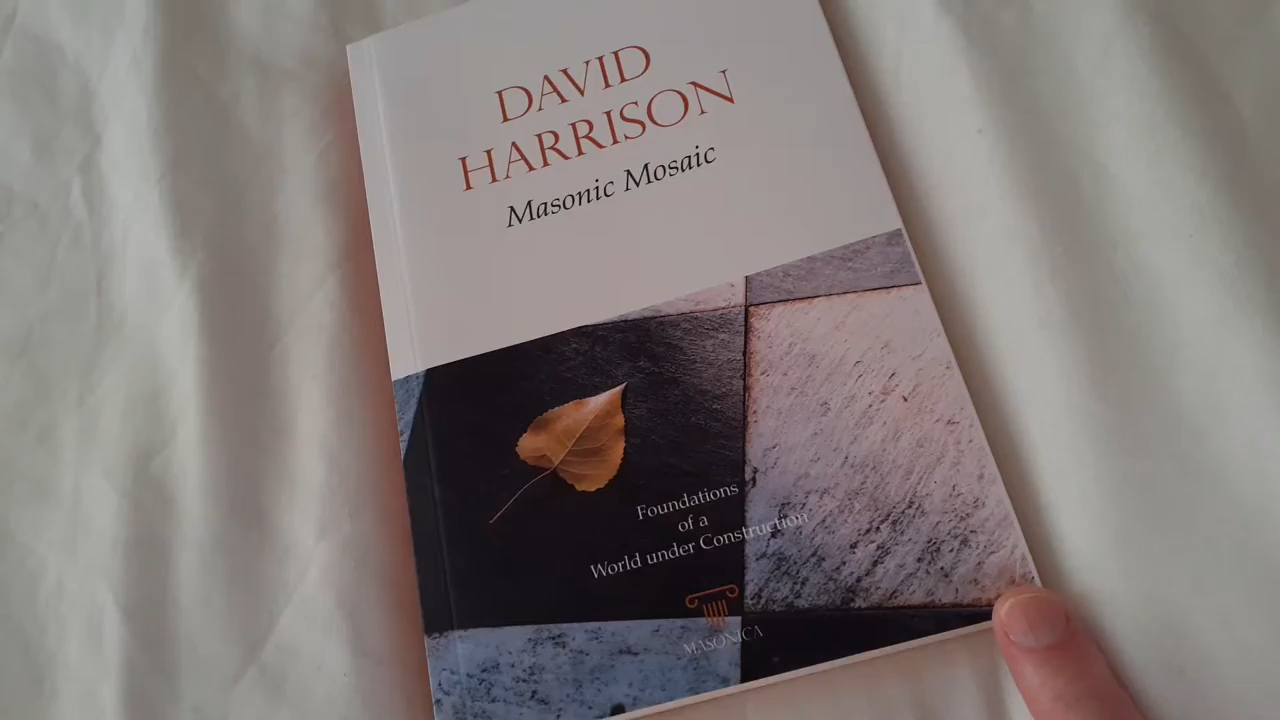 DAVID
HARRISON
Masonic Mosaic
Foundations
of a
World under Construction
MASONICA